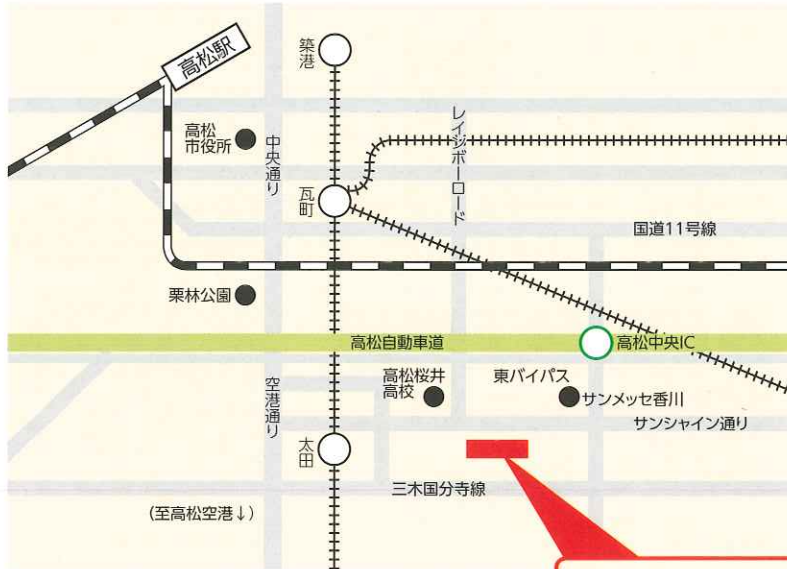 高松駅
築港
高松
市役所
中央通り
レインボーロード
瓦町
国道11号線
栗林公園
高松自動車道
高松中央IC
高松桜井
高校
東バイパス
サンメッセ香川
空港通り
サンシャイン通り
太田
三木国分寺線
(至高松空港↓)